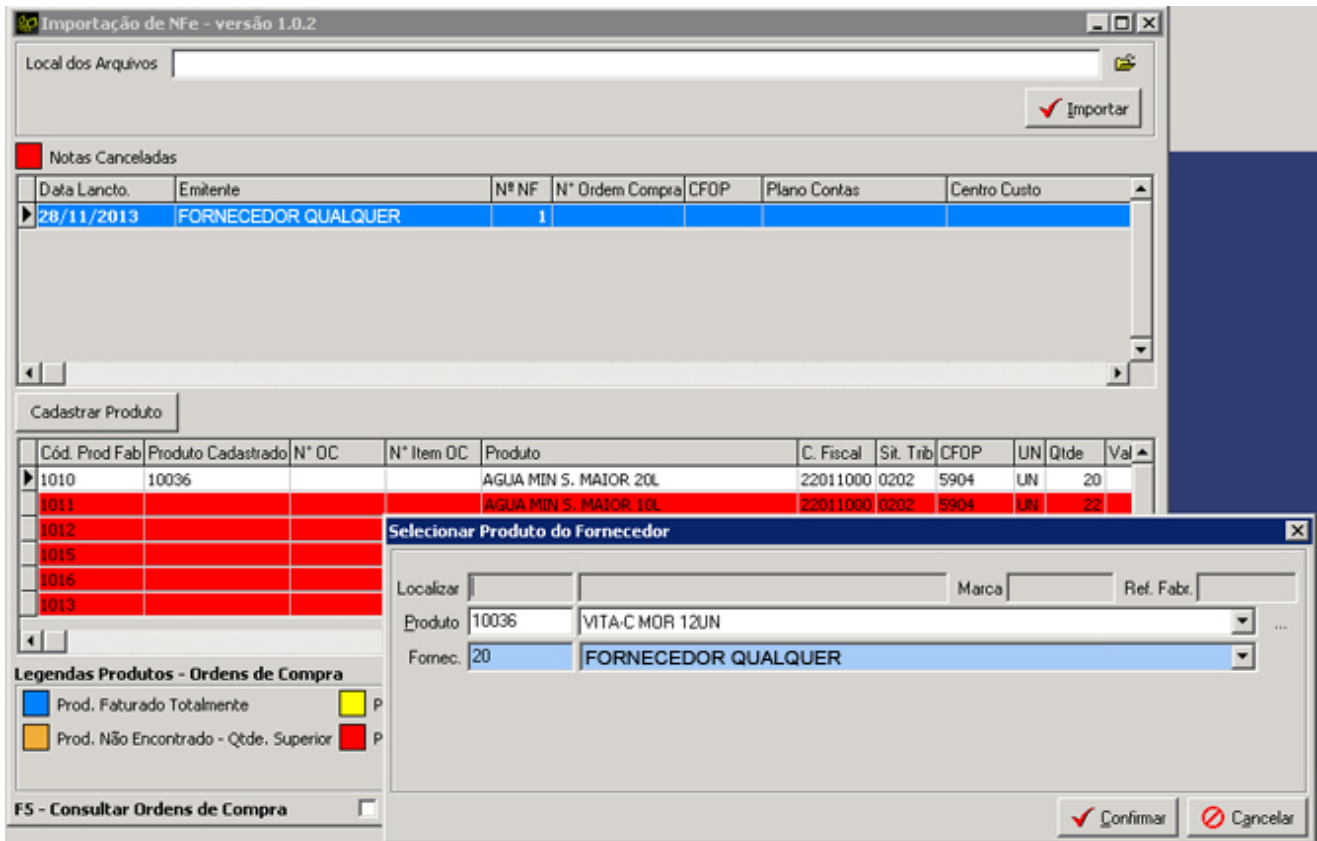 Importação de NFe - versão 1.0.2
Local dos Arquivos
Importar
Notas Canceladas
Data Lancto. Emitente Nº NF N° Ordem Compra CFOP Plano Contas Centro Custo
28/11/2013 FORNECEDOR QUALQUER 1
Cadastrar Produto
Cód. Prod Fab Produto Cadastrado N° OC N° Item OC Produto C. Fiscal Sit. Trib CFOP UN Qtde Val
1010 10036 AGUA MIN S. MAIOR 20L 22011000 0202 5904 UN 20
1011 AGUA MIN S. MAIOR 10L 22011000 0202 5904 UN 22
1012
1015
1016
1013
Selecionar Produto do Fornecedor
Localizar Marca Ref. Fabr.
Produto 10036 VITA-C MOR 12UN ...
Fornec. 20 FORNECEDOR QUALQUER
Legendas Produtos - Ordens de Compra
Prod. Faturado Totalmente P
Prod. Não Encontrado - Qtde. Superior P
F5 - Consultar Ordens de Compra
Confirmar Cancelar